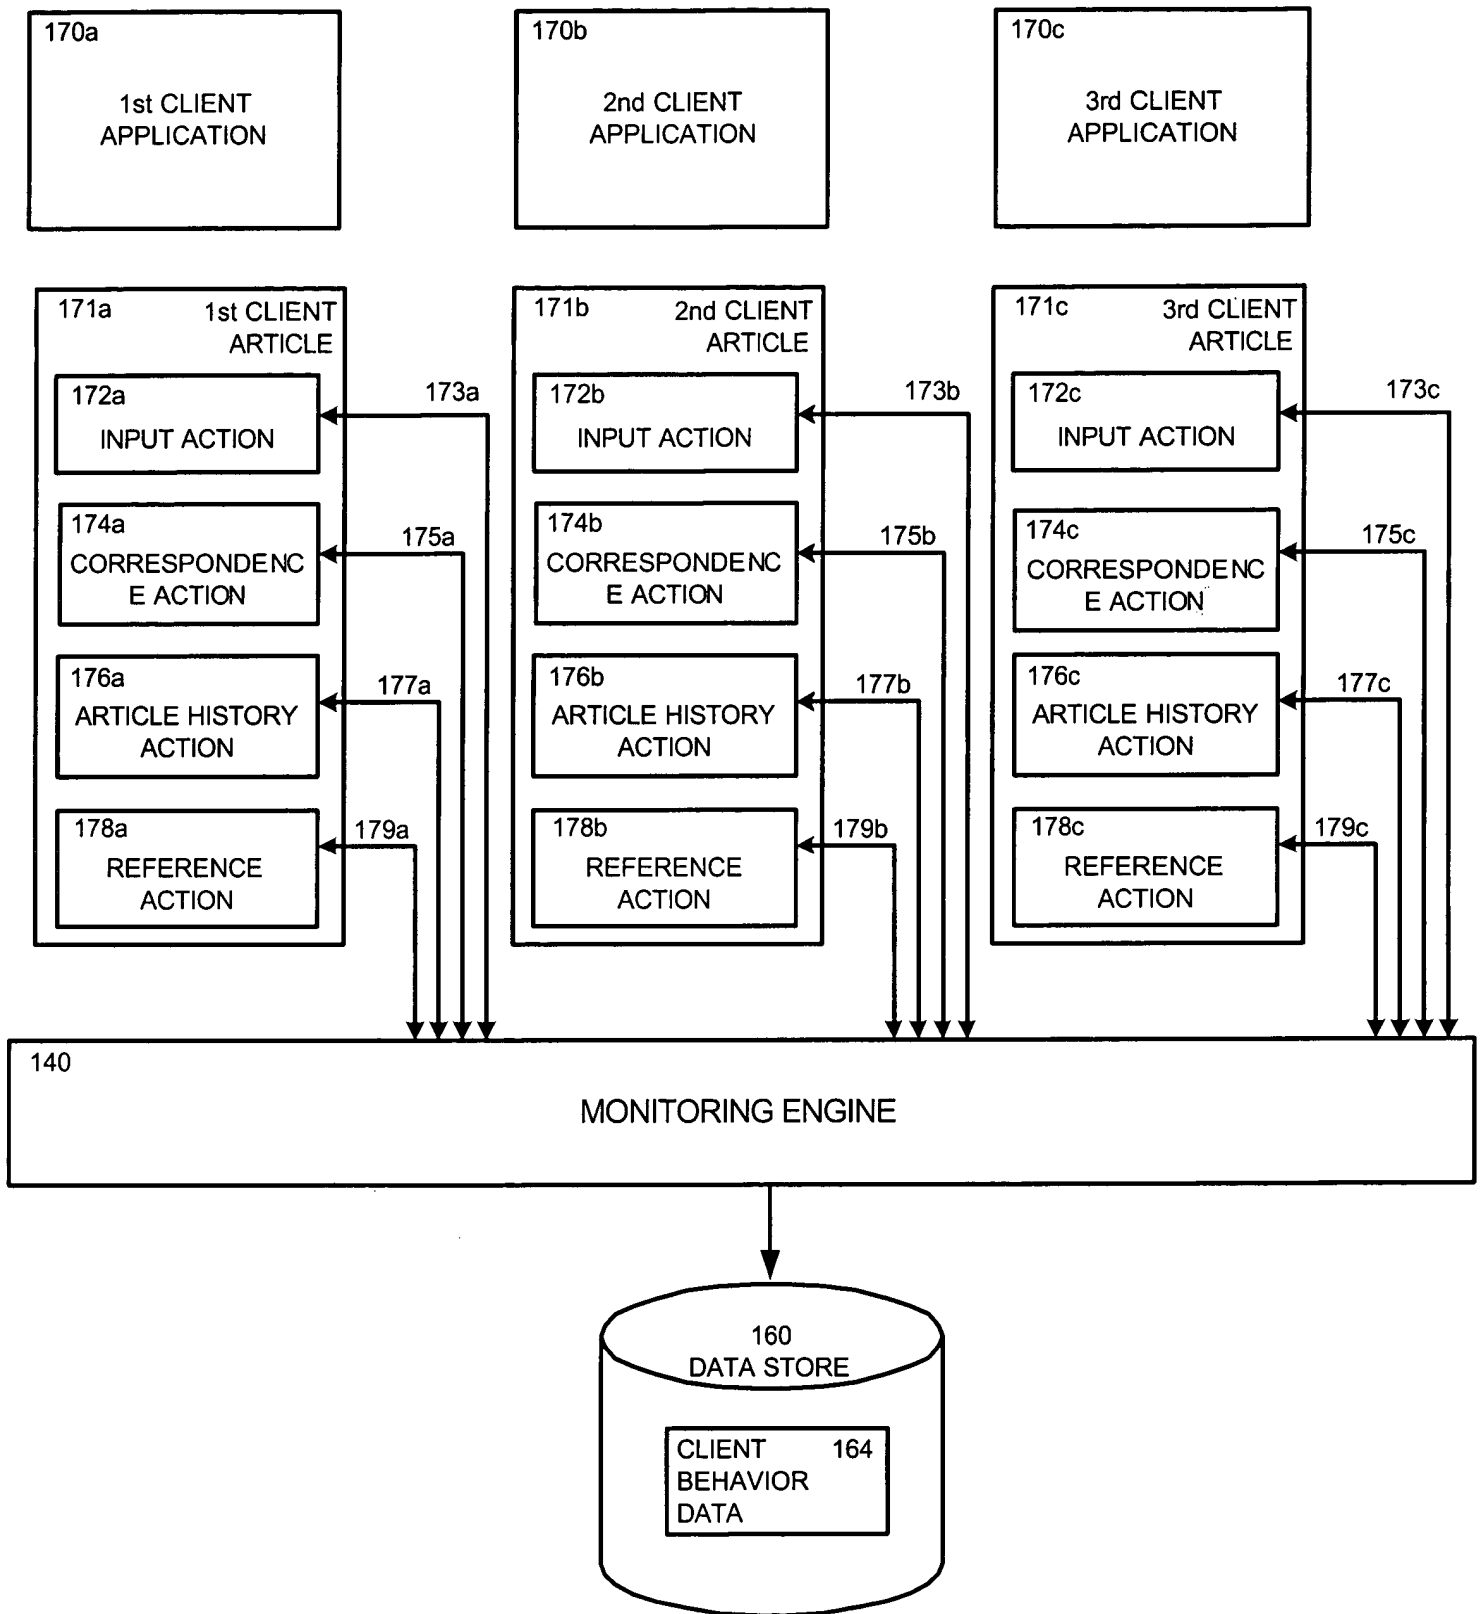 170a
1st CLIENT
APPLICATION
170b
2nd CLIENT
APPLICATION
170c
3rd CLIENT
APPLICATION
171a 1st CLIENT
ARTICLE
172a
INPUT ACTION
173a
174a
CORRESPONDENC
E ACTION
175a
176a
ARTICLE HISTORY
ACTION
177a
178a
REFERENCE
ACTION
179a
171b 2nd CLIENT
ARTICLE
172b
INPUT ACTION
173b
174b
CORRESPONDENC
E ACTION
175b
176b
ARTICLE HISTORY
ACTION
177b
178b
REFERENCE
ACTION
179b
171c 3rd CLIENT
ARTICLE
172c
INPUT ACTION
173c
174c
CORRESPONDENC
E ACTION
175c
176c
ARTICLE HISTORY
ACTION
177c
178c
REFERENCE
ACTION
179c
140
MONITORING ENGINE
160
DATA STORE
CLIENT 164
BEHAVIOR
DATA